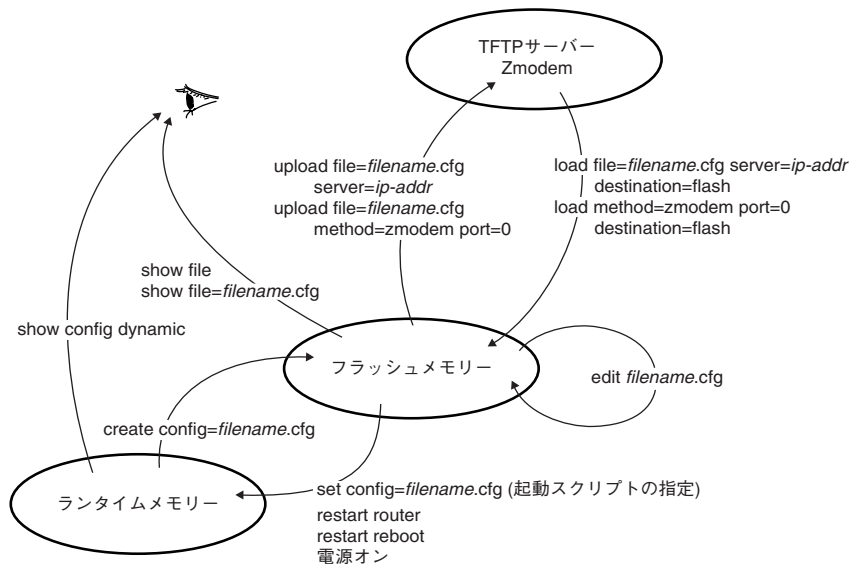 TFTPサーバー
Zmodem
upload file=filename.cfg
server=ip-addr
upload file=filename.cfg
method=zmodem port=0
load file=filename.cfg server=ip-addr
destination=flash
load method=zmodem port=0
destination=flash
show file
show file=filename.cfg
show config dynamic
フラッシュメモリー
edit filename.cfg
create config=filename.cfg
ランタイムメモリー
set config=filename.cfg (起動スクリプトの指定)
restart router
restart reboot
電源オン